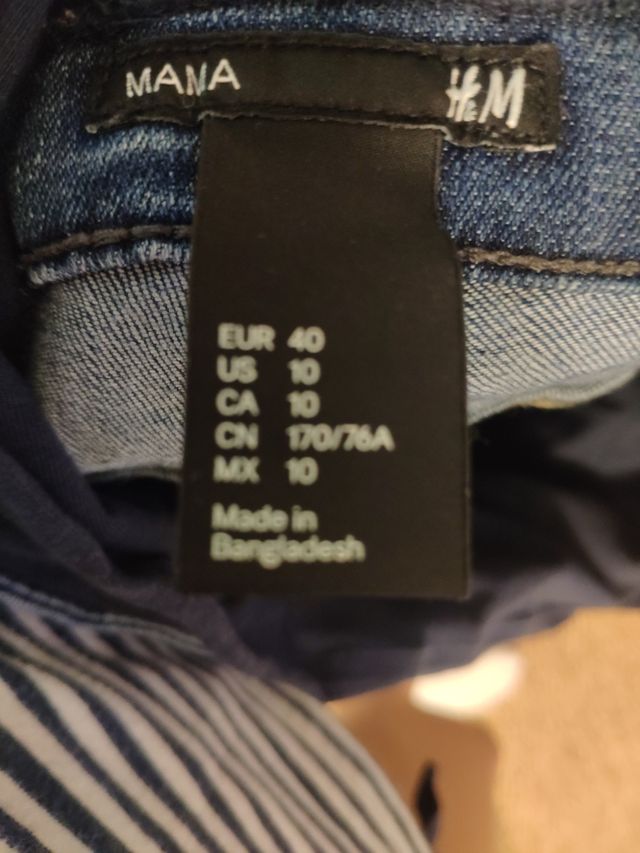 MAMA H&M
EUR 40
US 10
CA 10
CN 170/76A
MX 10
Made in
Bangladesh